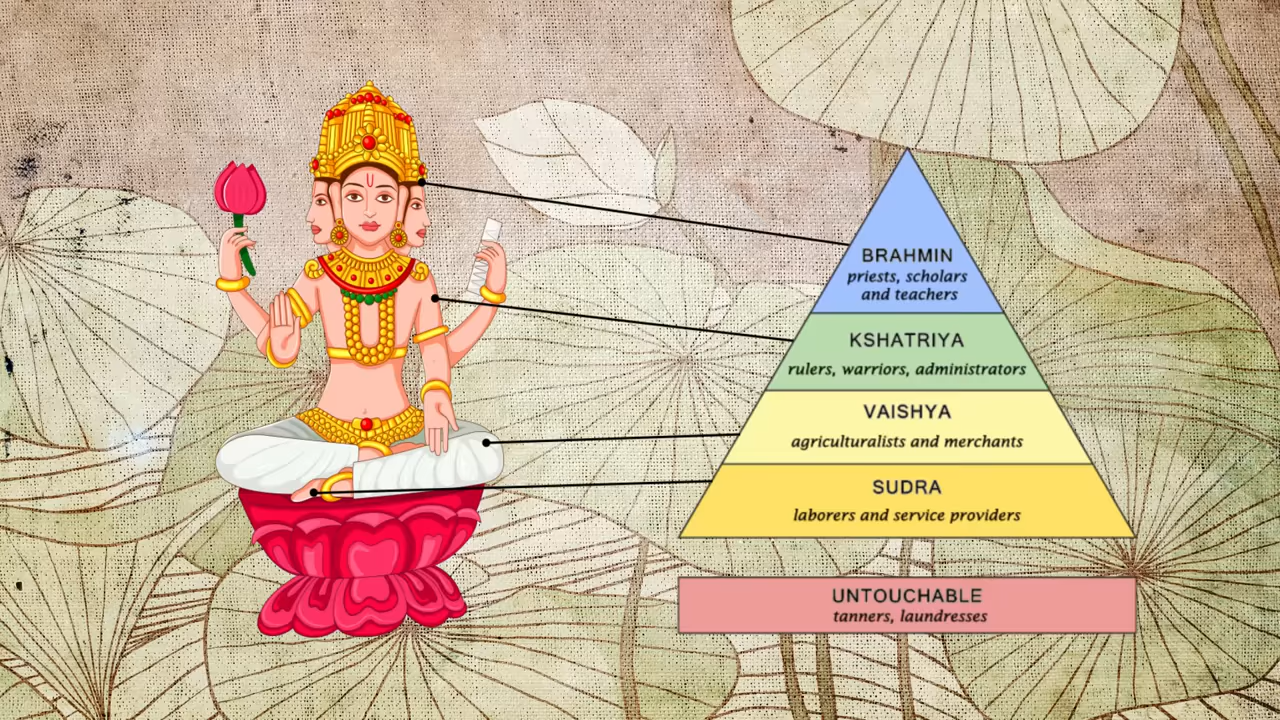 BRAHMIN
priests, scholars
and teachers
KSHATRIYA
rulers, warriors, administrators
VAISHYA
agriculturalists and merchants
SUDRA
laborers and service providers
UNTOUCHABLE
tanners, laundresses